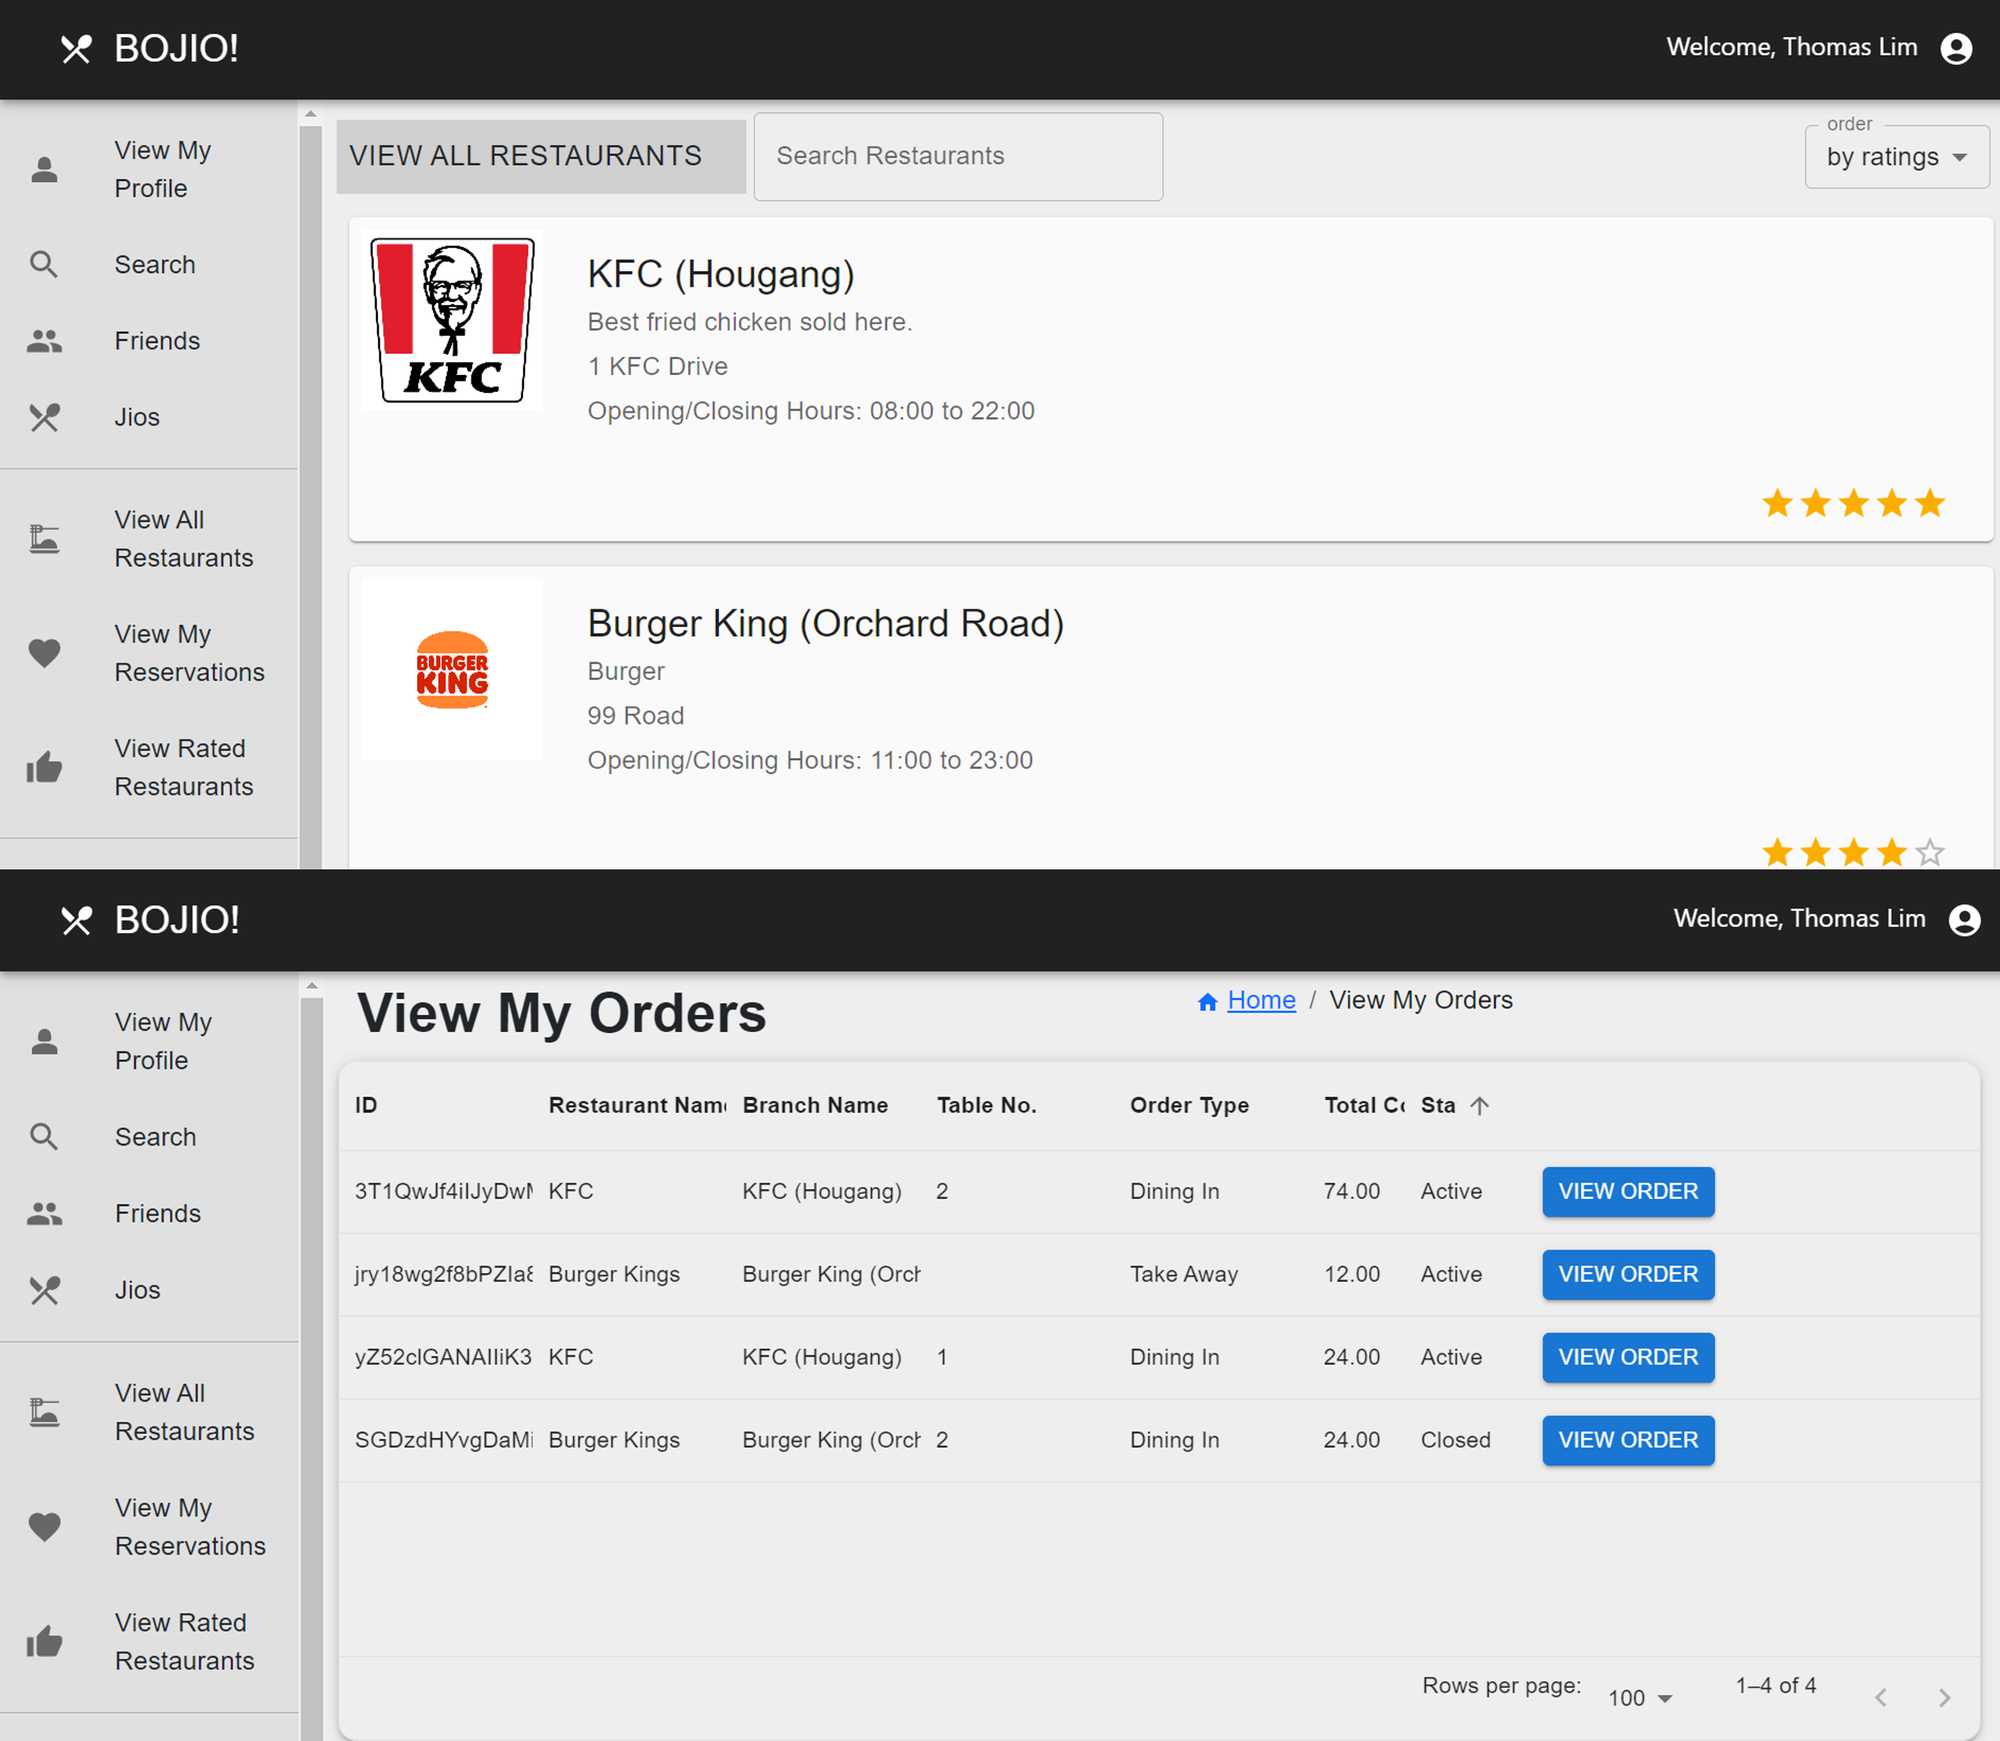 BOJIO!
Welcome, Thomas Lim
View My
Profile
Search
Friends
Jios
View All
Restaurants
View My
Reservations
View Rated
Restaurants
VIEW ALL RESTAURANTS
Search Restaurants
order
by ratings
KFC
KFC (Hougang)
Best fried chicken sold here.
1 KFC Drive
Opening/Closing Hours: 08:00 to 22:00
BURGER
KING
Burger King (Orchard Road)
Burger
99 Road
Opening/Closing Hours: 11:00 to 23:00
BOJIO!
Welcome, Thomas Lim
View My
Profile
Search
Friends
Jios
View All
Restaurants
View My
Reservations
View Rated
Restaurants
View My Orders
Home / View My Orders
ID Restaurant Name Branch Name Table No. Order Type Total Co Sta
KFC KFC (Hougang) 2 Dining In 74.00 Active VIEW ORDER
Burger Kings Burger King (Orch Take Away 12.00 Active VIEW ORDER
KFC KFC (Hougang) 1 Dining In 24.00 Active VIEW ORDER
Burger Kings Burger King (Orch 2 Dining In 24.00 Closed VIEW ORDER
Rows per page: 100 1–4 of 4